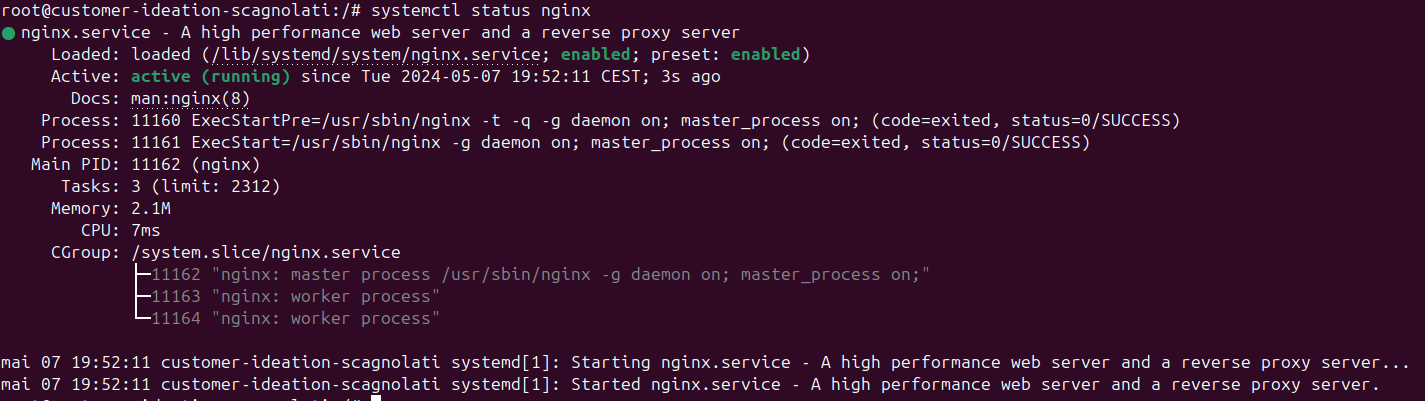 root@customer-ideation-scagnolati:/# systemctl status nginx
● nginx.service - A high performance web server and a reverse proxy server
     Loaded: loaded (/lib/systemd/system/nginx.service; enabled; preset: enabled)
     Active: active (running) since Tue 2024-05-07 19:52:11 CEST; 3s ago
       Docs: man:nginx(8)
    Process: 11160 ExecStartPre=/usr/sbin/nginx -t -q -g daemon on; master_process on; (code=exited, status=0/SUCCESS)
    Process: 11161 ExecStart=/usr/sbin/nginx -g daemon on; master_process on; (code=exited, status=0/SUCCESS)
   Main PID: 11162 (nginx)
      Tasks: 3 (limit: 2312)
     Memory: 2.1M
        CPU: 7ms
     CGroup: /system.slice/nginx.service
             ├─11162 "nginx: master process /usr/sbin/nginx -g daemon on; master_process on;"
             ├─11163 "nginx: worker process"
             └─11164 "nginx: worker process"
mai 07 19:52:11 customer-ideation-scagnolati systemd[1]: Starting nginx.service - A high performance web server and a reverse proxy server...
mai 07 19:52:11 customer-ideation-scagnolati systemd[1]: Started nginx.service - A high performance web server and a reverse proxy server.